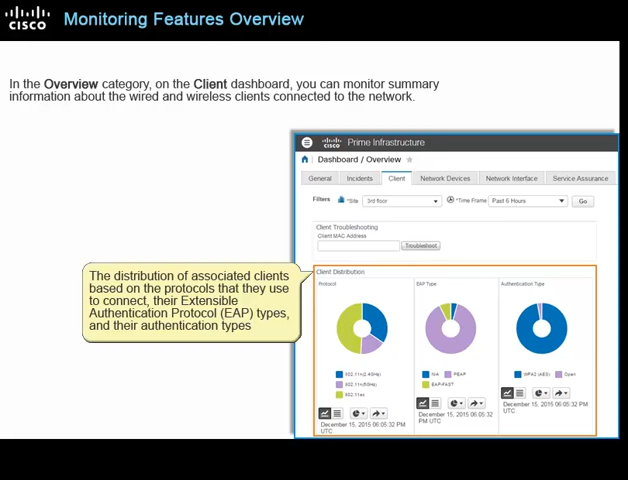 CISCO
Monitoring Features Overview
In the Overview category, on the Client dashboard, you can monitor summary
information about the wired and wireless clients connected to the network.
CISCO Prime Infrastructure
Dashboard / Overview
General Incidents Client Network Devices Network Interface Service Assurance
Filters *Site 3rd floor *Time Frame Past 6 Hours Go
Client Troubleshooting
Client MAC Address
Troubleshoot
The distribution of associated clients
based on the protocols that they use
to connect, their Extensible
Authentication Protocol (EAP) types,
and their authentication types
Client Distribution
Protocol EAP Type Authentication Type
802.11n(2.4GHz) N/A PEAP WPA2 (AES) Open
802.11n(5GHz) EAP-FAST
802.11ac
December 15, 2015 06:05:32 PM
UTC
December 15, 2015 06:05:32 PM
UTC
December 15, 2015 06:05:32 PM
UTC